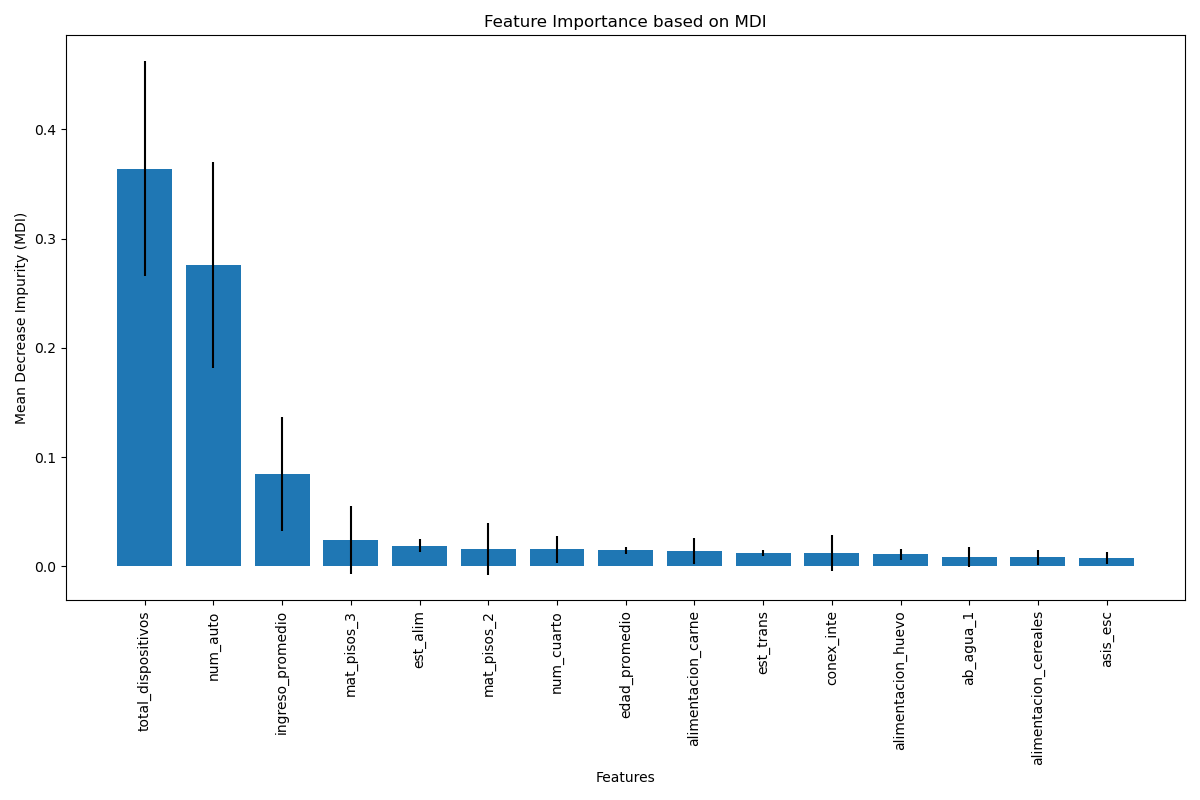 Feature Importance based on MDI
Mean Decrease Impurity (MDI)
0.4
0.3
0.2
0.1
0.0
total_dispositivos
num_auto
ingreso_promedio
mat_pisos_3
est_alim
mat_pisos_2
num_cuarto
edad_promedio
alimentacion_carne
est_trans
conex_inte
alimentacion_huevo
ab_agua_1
alimentacion_cereales
asis_esc
Features